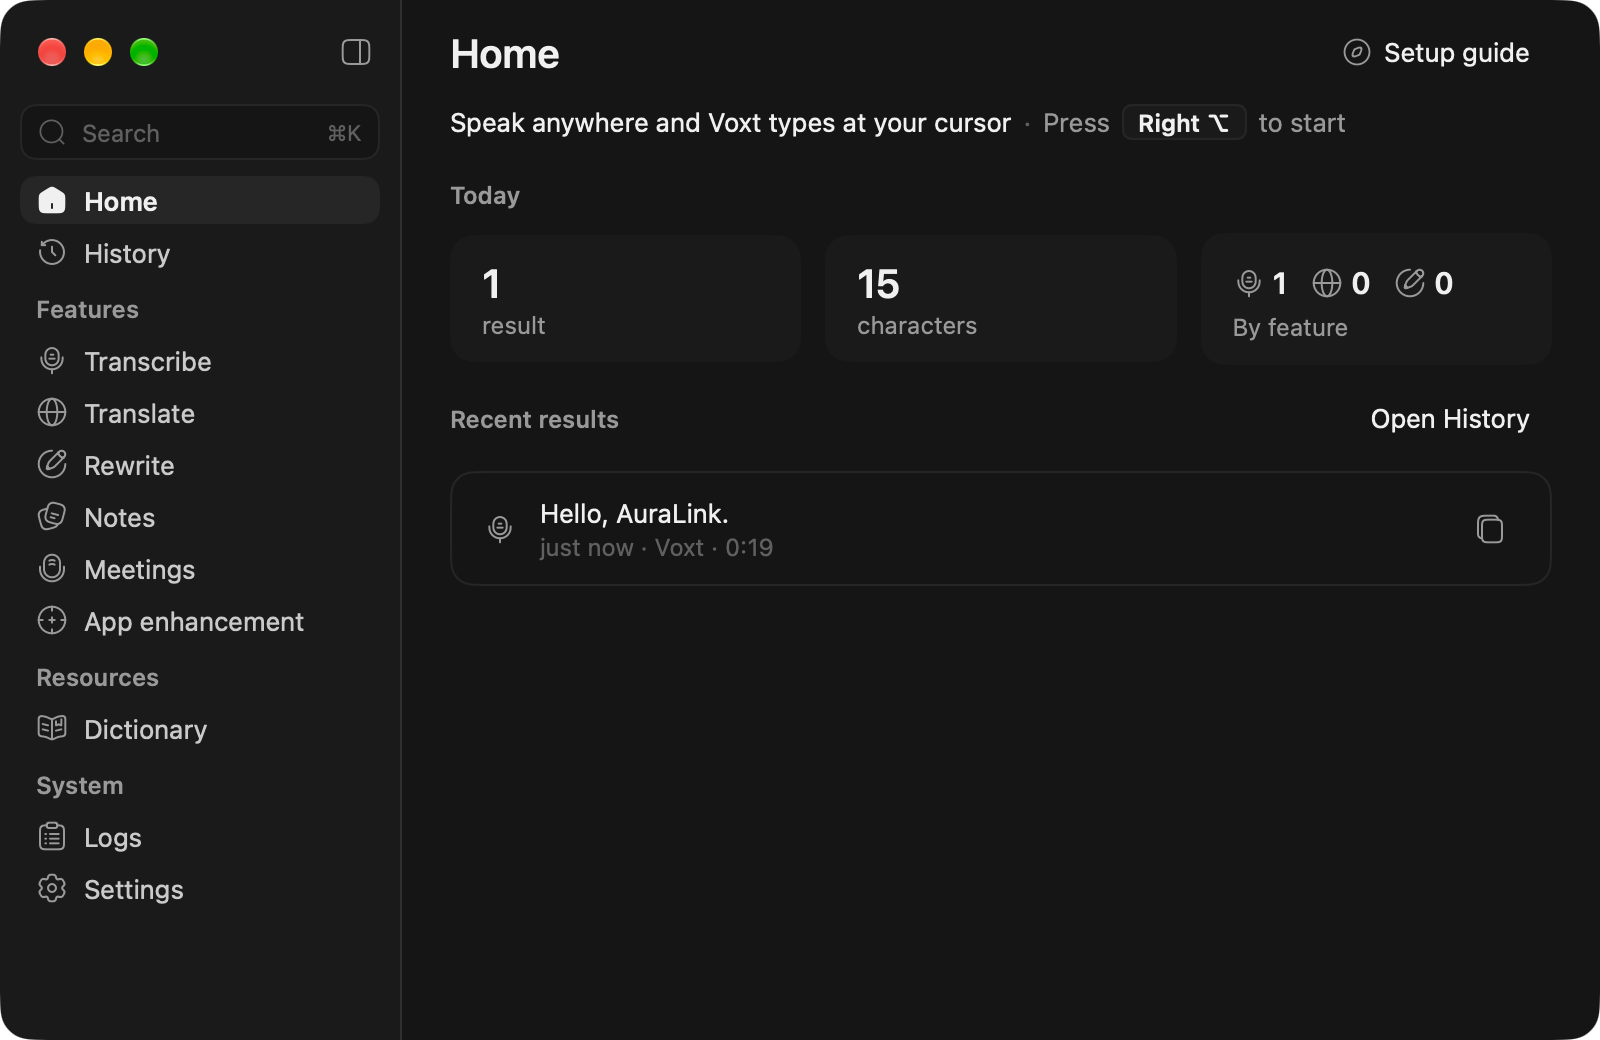 Search ⌘K
Home
History
Features
Transcribe
Translate
Rewrite
Notes
Meetings
App enhancement
Resources
Dictionary
System
Logs
Settings
Home
Setup guide
Speak anywhere and Voxt types at your cursor · Press Right ⌥ to start
Today
1
result
15
characters
1 0 0
By feature
Recent results
Open History
Hello, AuraLink.
just now · Voxt · 0:19